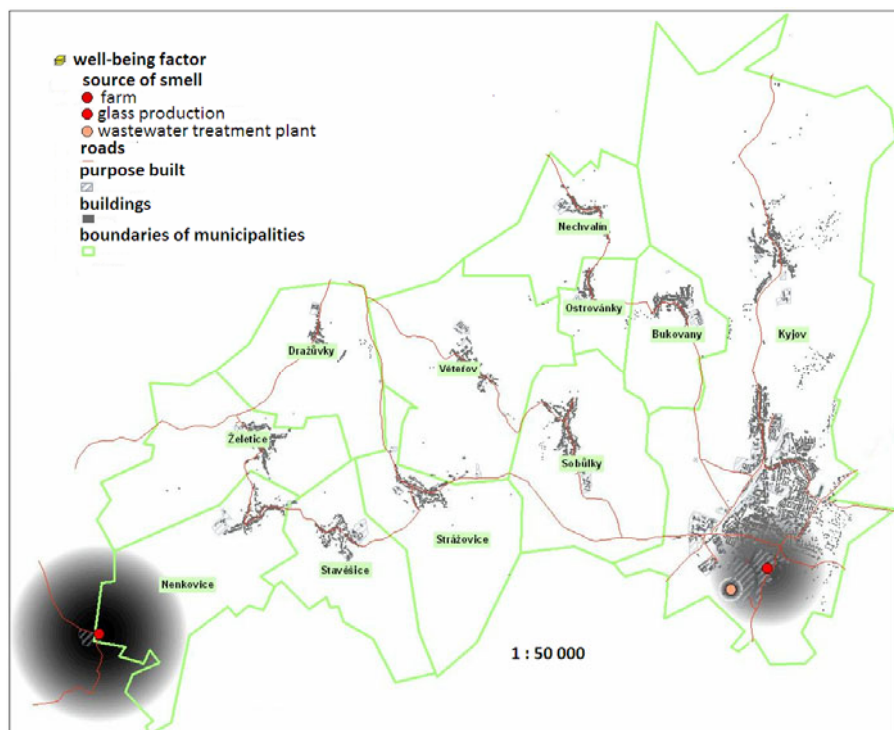 well-being factor
source of smell
farm
glass production
wastewater treatment plant
roads
purpose built
buildings
boundaries of municipalities
Nechvalín
Ostrovánky
Bukovany
Kyjov
Dražůvky
Věteřov
Želetice
Sobůlky
Strážovice
Stavěšice
Nenkovice
1 : 50 000